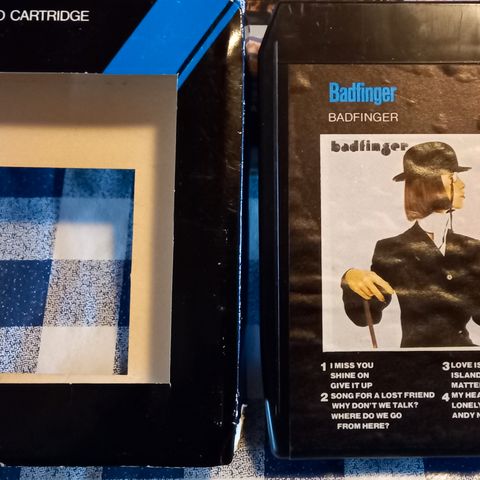 CARTRIDGE
Badfinger
BADFINGER
badfinger
1 I MISS YOU
SHINE ON
GIVE IT UP
2 SONG FOR A LOST FRIEND
WHY DON'T WE TALK?
WHERE DO WE GO
FROM HERE?
3 LOVE IS
ISLAND
MATTE
4 MY HEA
LONELY
ANDY N